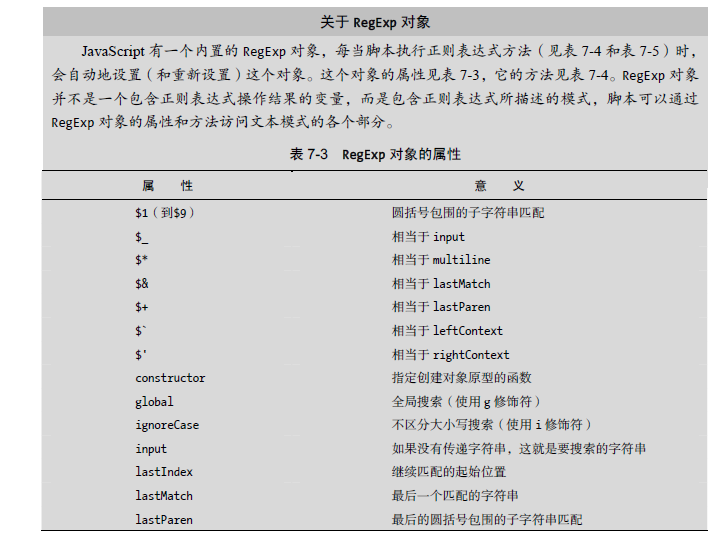 关于 RegExp 对象
JavaScript 有一个内置的 RegExp 对象，每当脚本执行正则表达式方法（见表 7-4 和表 7-5）时，
会自动地设置（和重新设置）这个对象。这个对象的属性见表 7-3，它的方法见表 7-4。RegExp 对象
并不是一个包含正则表达式操作结果的变量，而是包含正则表达式所描述的模式，脚本可以通过
RegExp 对象的属性和方法访问文本模式的各个部分。
表 7-3 RegExp 对象的属性
属 性 意 义
$1（到$9） 圆括号包围的子字符串匹配
$_ 相当于 input
$* 相当于 multiline
$& 相当于 lastMatch
$+ 相当于 lastParen
$` 相当于 leftContext
$' 相当于 rightContext
constructor 指定创建对象原型的函数
global 全局搜索（使用 g 修饰符）
ignoreCase 不区分大小写搜索（使用 i 修饰符）
input 如果没有传递字符串，这就是要搜索的字符串
lastIndex 继续匹配的起始位置
lastMatch 最后一个匹配的字符串
lastParen 最后的圆括号包围的子字符串匹配